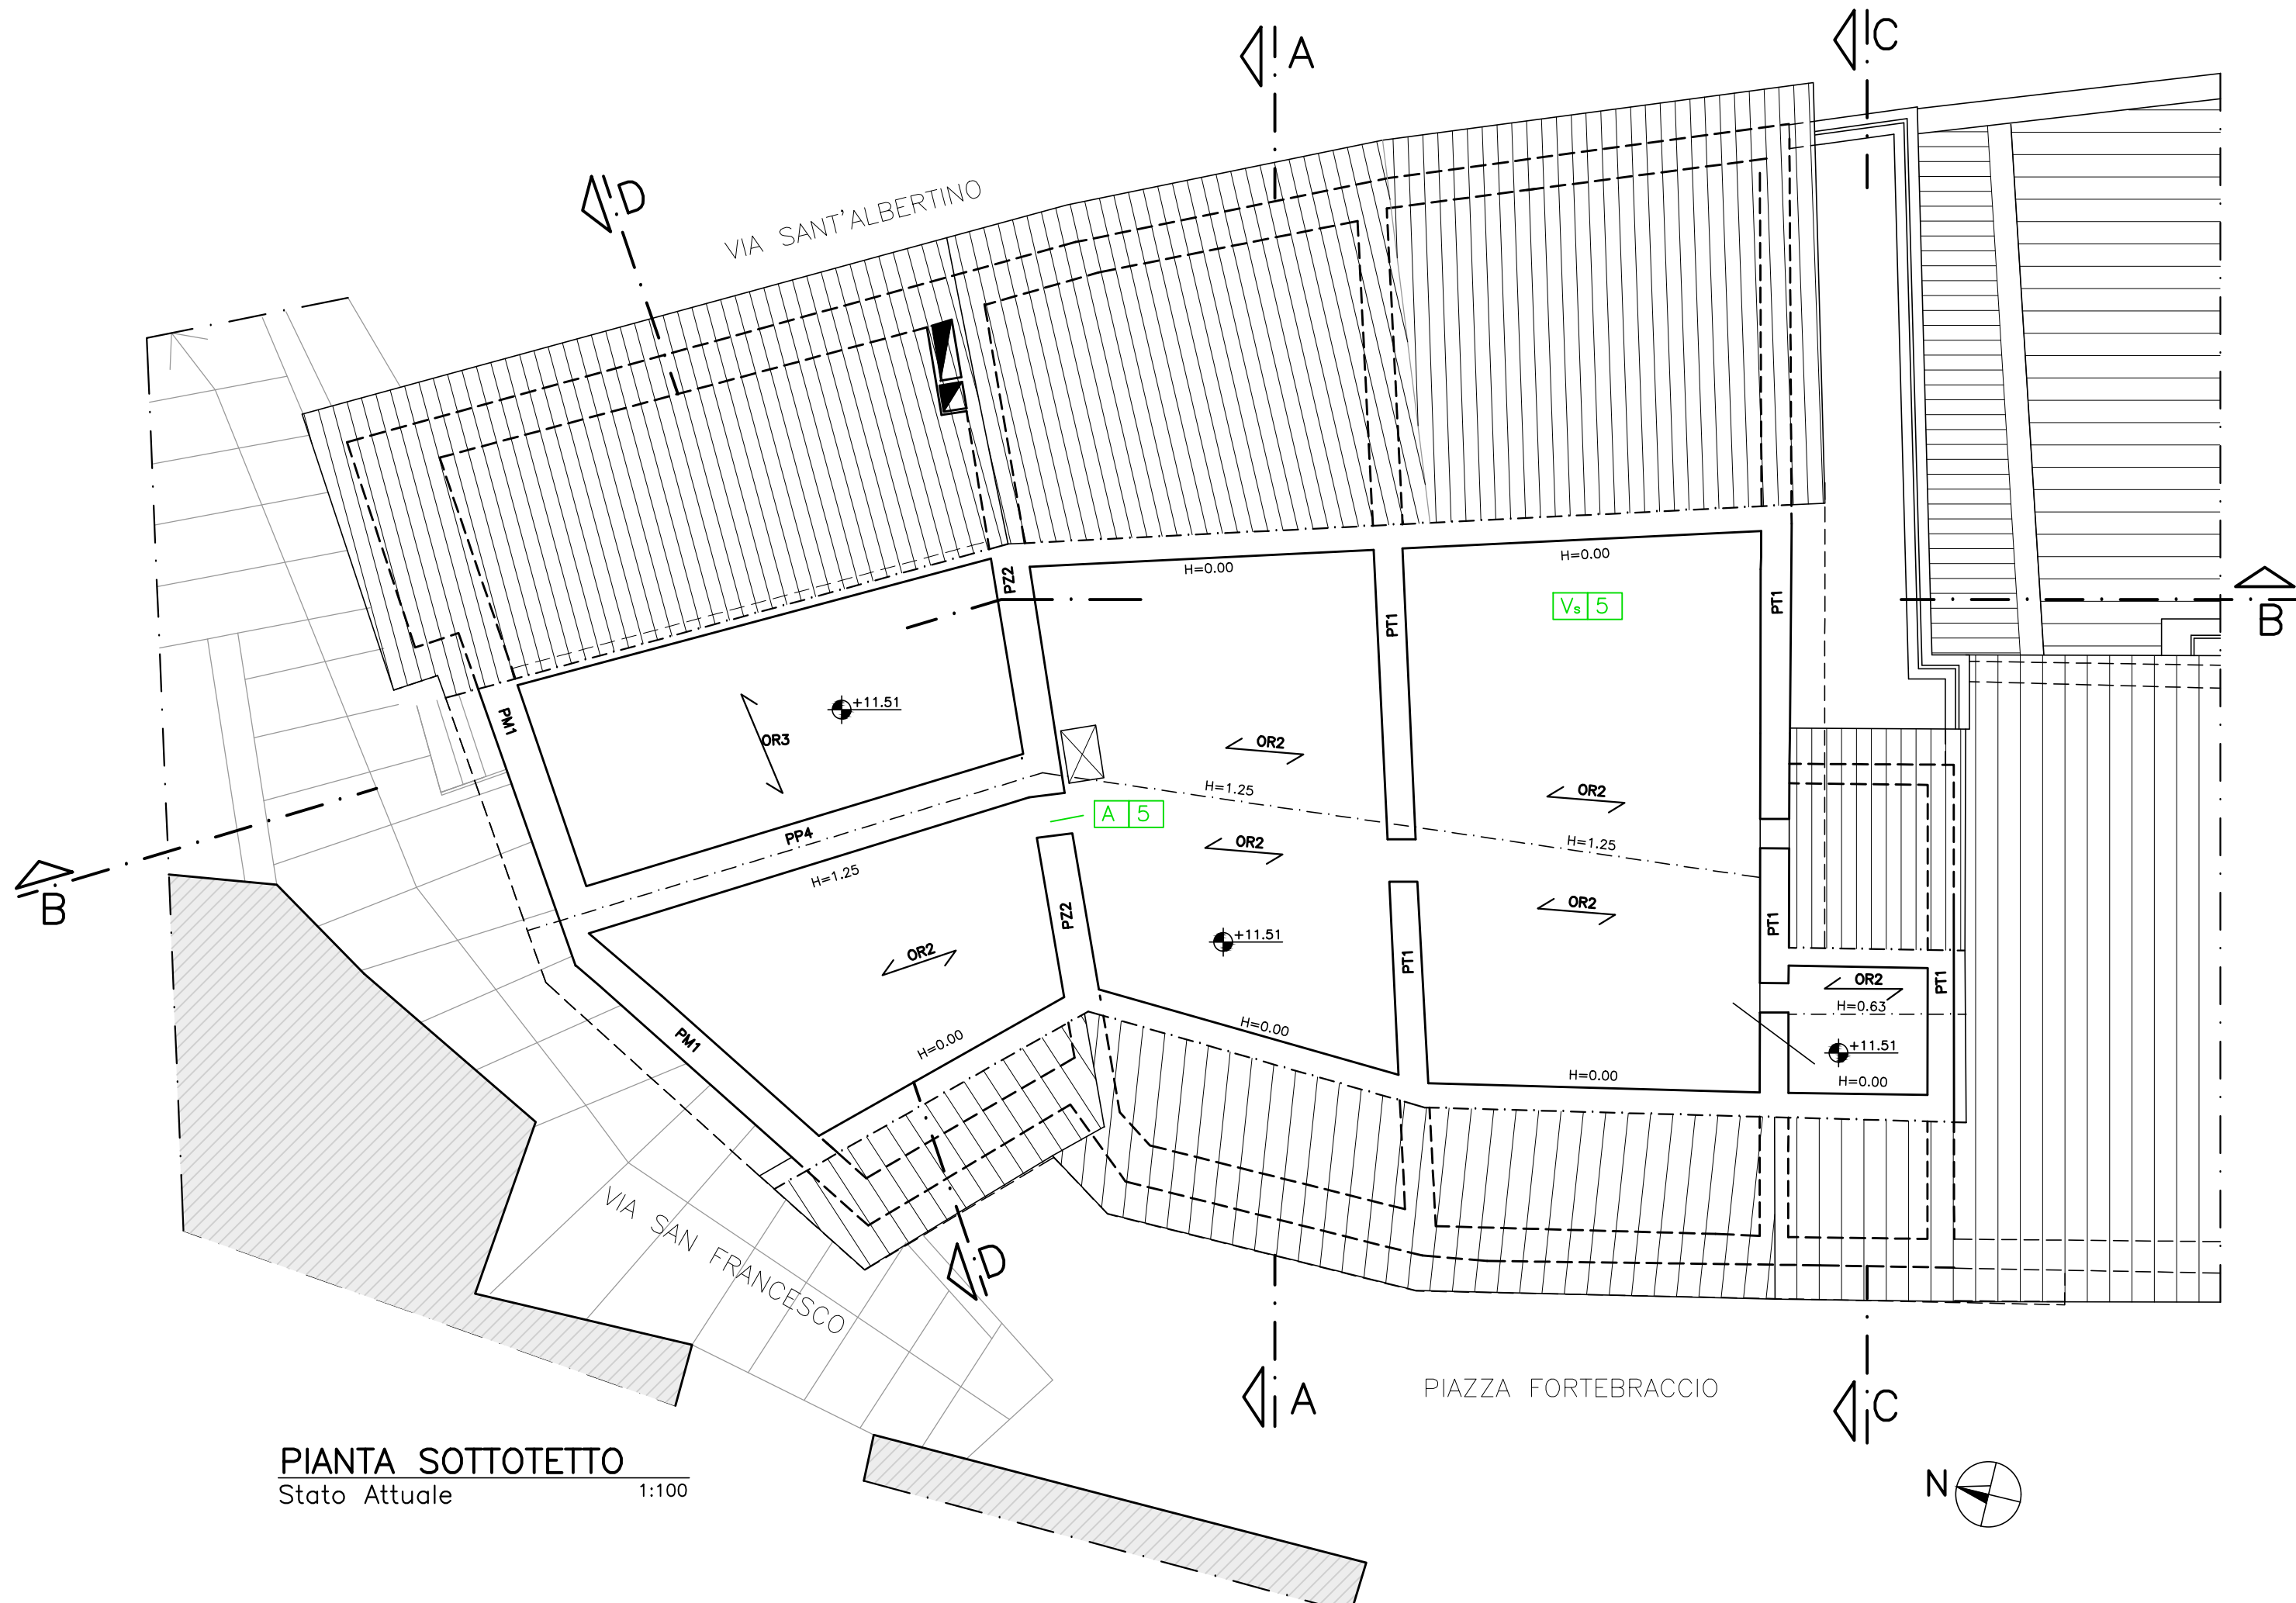 A
C
D
VIA SANT'ALBERTINO
H=0.00
H=0.00
PZ2
PT1
PT1
Vs 5
B
PM1
+11.51
OR3
OR2
H=1.25
OR2
A 5
PP4
H=1.25
OR2
H=1.25
B
OR2
PZ2
OR2
PT1
+11.51
PT1
OR2
PT1
H=0.63
H=0.00
PM1
H=0.00
+11.51
H=0.00
H=0.00
VIA SAN FRANCESCO
D
PIAZZA FORTEBRACCIO
A
C
PIANTA SOTTOTETTO
Stato Attuale 1:100
N